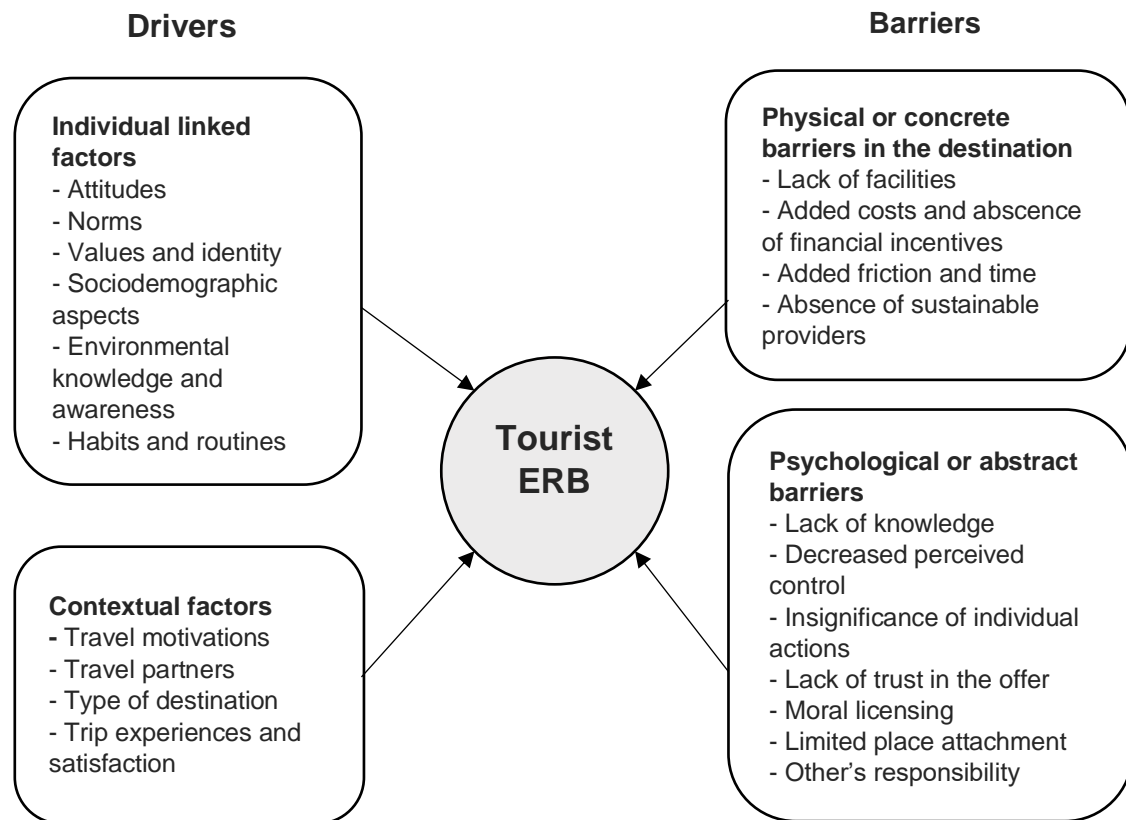 Drivers
Individual linked
factors
- Attitudes
- Norms
- Values and identity
- Sociodemographic
aspects
- Environmental
knowledge and
awareness
- Habits and routines
Contextual factors
- Travel motivations
- Travel partners
- Type of destination
- Trip experiences and
satisfaction
Tourist
ERB
Barriers
Physical or concrete
barriers in the destination
- Lack of facilities
- Added costs and abscence
of financial incentives
- Added friction and time
- Absence of sustainable
providers
Psychological or abstract
barriers
- Lack of knowledge
- Decreased perceived
control
- Insignificance of individual
actions
- Lack of trust in the offer
- Moral licensing
- Limited place attachment
- Other's responsibility